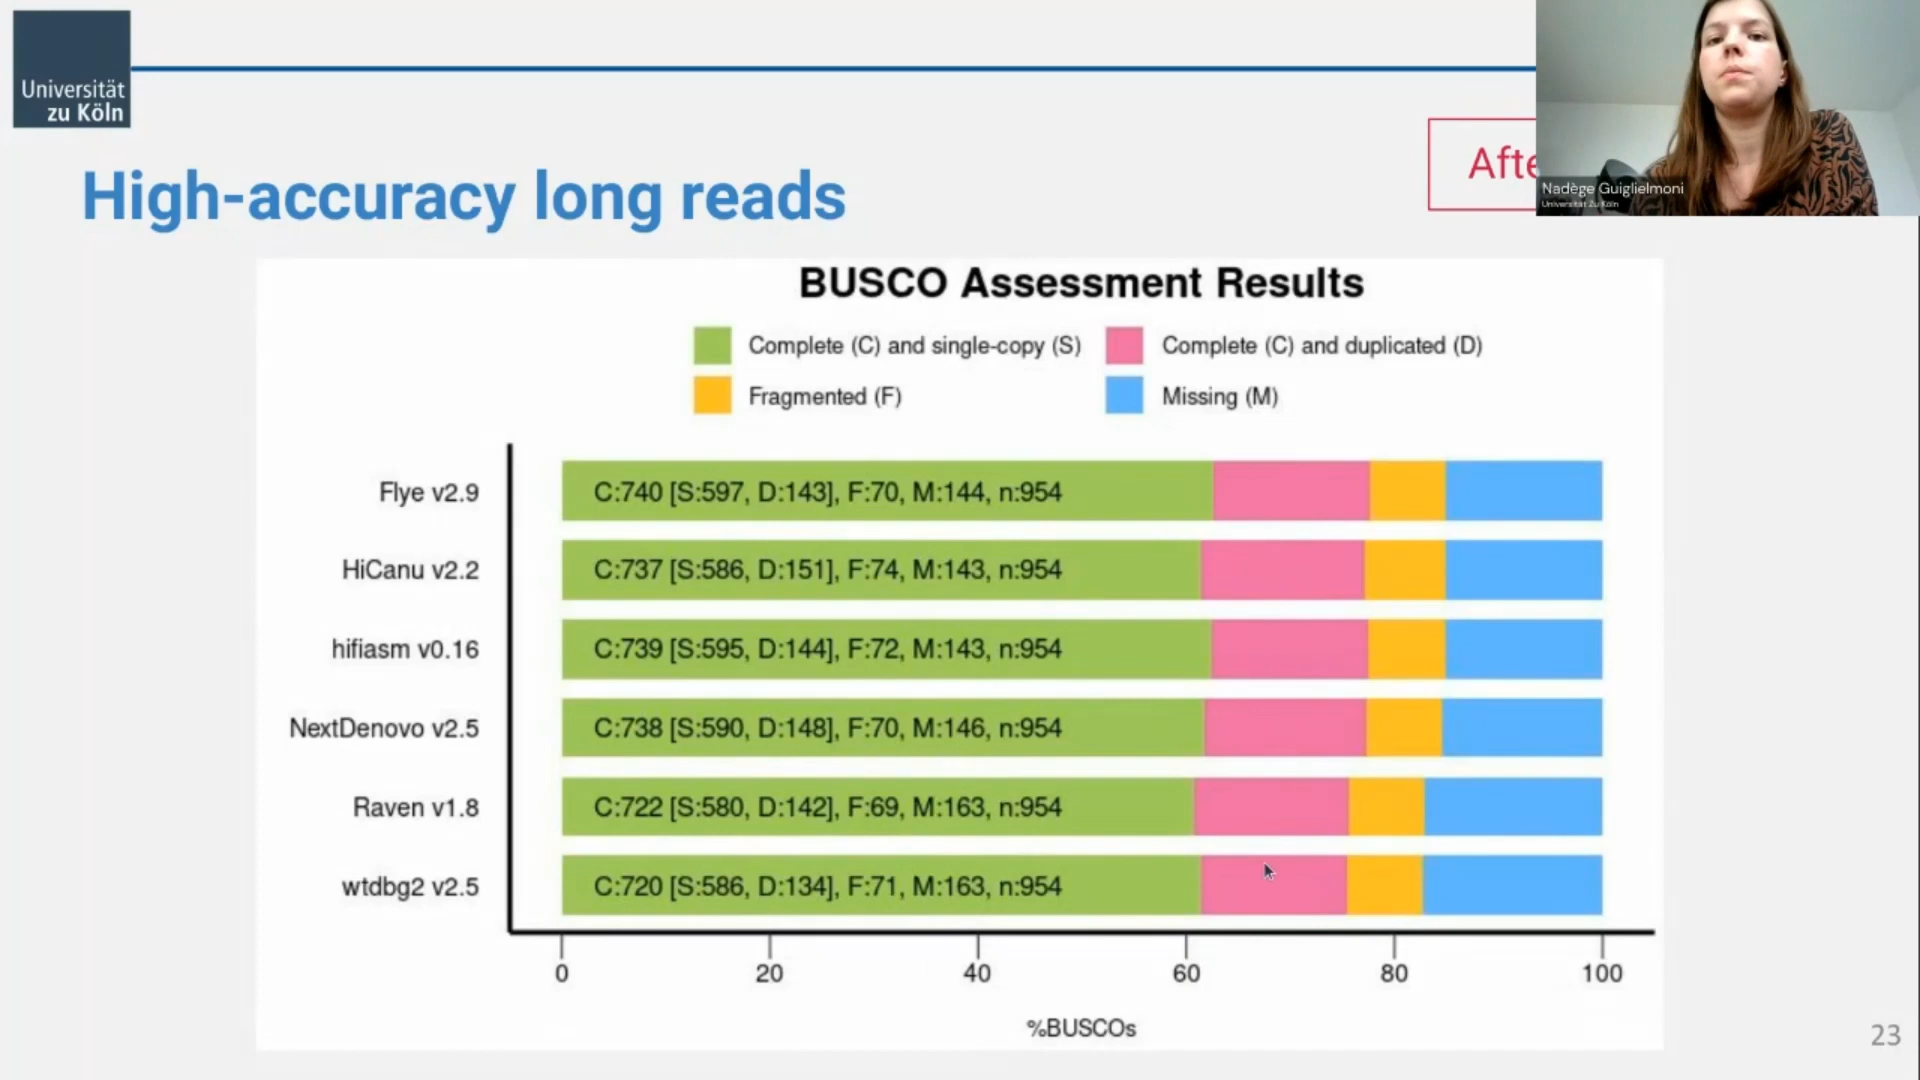 Universität
zu Köln
High-accuracy long reads
Nadège Guiglielmoni
Universität Zu Köln
BUSCO Assessment Results
Complete (C) and single-copy (S)
Complete (C) and duplicated (D)
Fragmented (F)
Missing (M)
Flye v2.9
C:740 [S:597, D:143], F:70, M:144, n:954
HiCanu v2.2
C:737 [S:586, D:151], F:74, M:143, n:954
hifiasm v0.16
C:739 [S:595, D:144], F:72, M:143, n:954
NextDenovo v2.5
C:738 [S:590, D:148], F:70, M:146, n:954
Raven v1.8
C:722 [S:580, D:142], F:69, M:163, n:954
wtdbg2 v2.5
C:720 [S:586, D:134], F:71, M:163, n:954
0 20 40 60 80 100
%BUSCOs
23